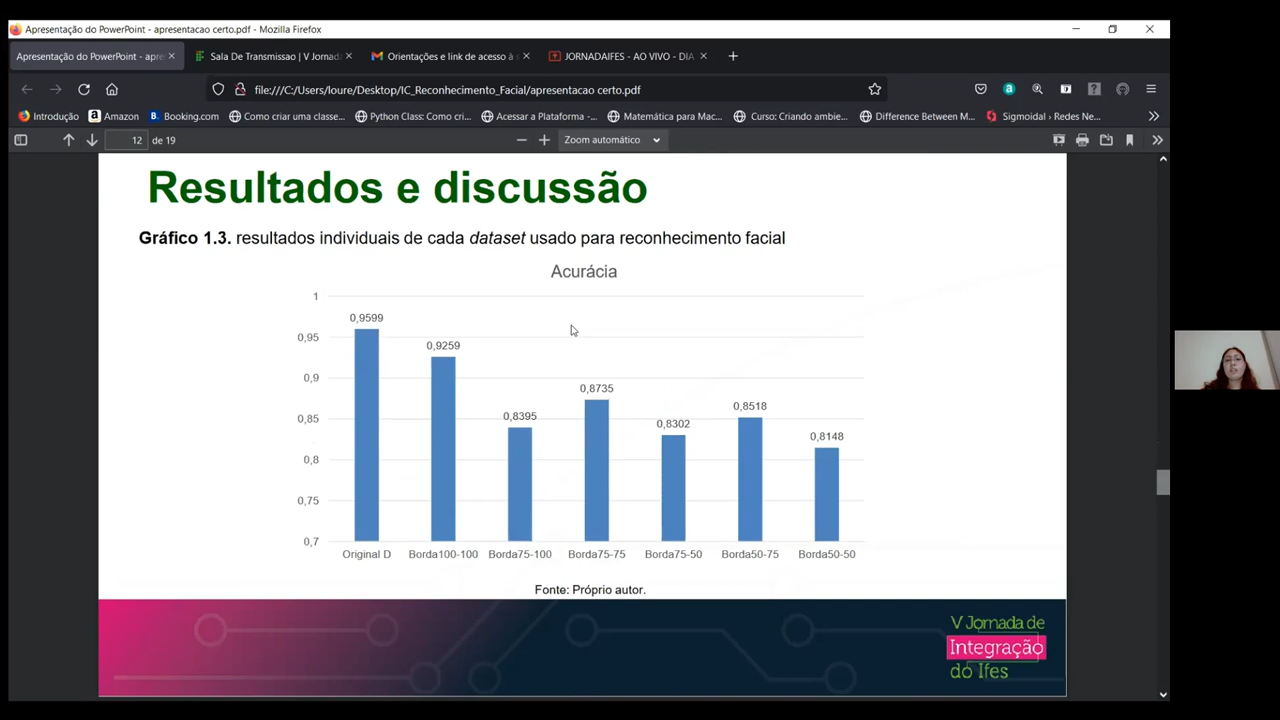 Apresentação do PowerPoint - apresentacao certo.pdf - Mozilla Firefox
Apresentação do PowerPoint - apre
Sala De Transmissao | V Jornad
Orientações e link de acesso à s
JORNADAIFES - AO VIVO - DIA
file:///C:/Users/loure/Desktop/IC_Reconhecimento_Facial/apresentacao certo.pdf
Introdução
Amazon
Booking.com
Como criar uma classe...
Python Class: Como cri...
Acessar a Plataforma - ...
Matemática para Mac...
Curso: Criando ambie...
Difference Between M...
Sigmoidal › Redes Ne...
12 de 19
Zoom automático
Resultados e discussão
Gráfico 1.3. resultados individuais de cada dataset usado para reconhecimento facial
Acurácia
1
0,95
0,9
0,85
0,8
0,75
0,7
0,9599
0,9259
0,8395
0,8735
0,8302
0,8518
0,8148
Original D
Borda100-100
Borda75-100
Borda75-75
Borda75-50
Borda50-75
Borda50-50
Fonte: Próprio autor.
V Jornada de
Integração
do Ifes